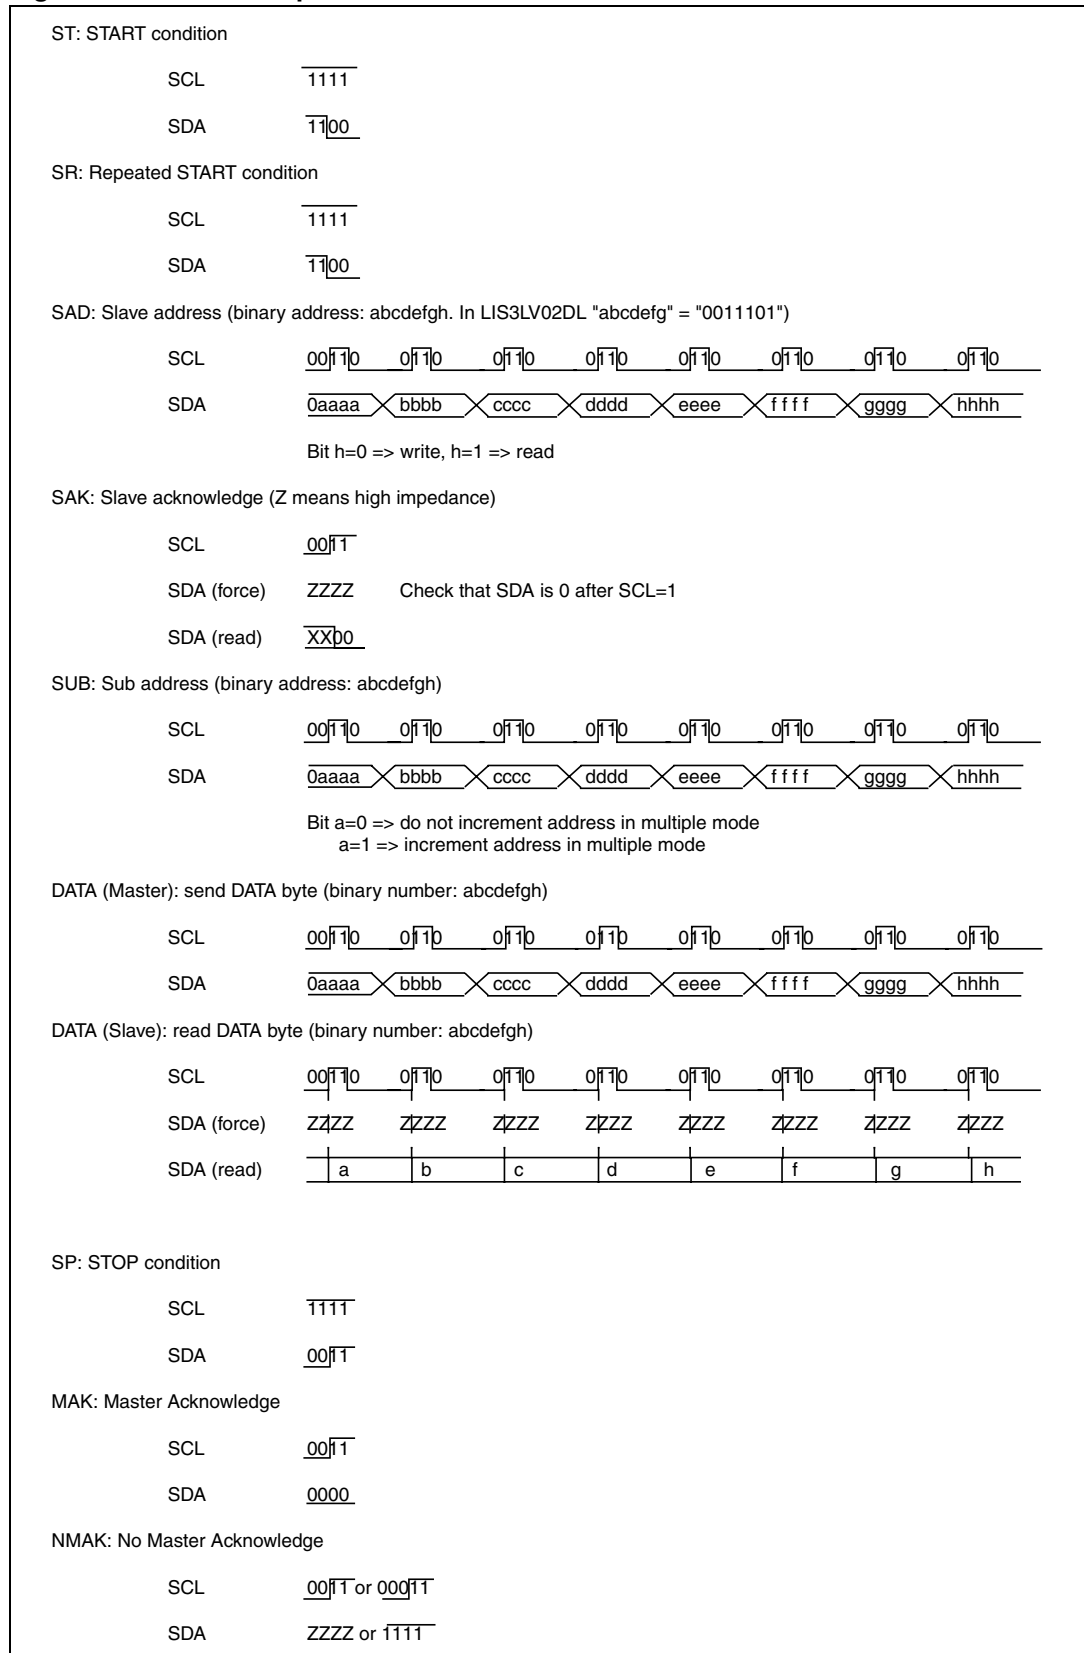 ST: START condition
SCL 1111
SDA 1100
SR: Repeated START condition
SCL 1111
SDA 1100
SAD: Slave address (binary address: abcdefgh. In LIS3LV02DL "abcdefg" = "0011101")
SCL 00110 0110 0110 0110 0110 0110 0110 0110
SDA 0aaaa bbbb cccc dddd eeee ffff gggg hhhh
Bit h=0 => write, h=1 => read
SAK: Slave acknowledge (Z means high impedance)
SCL 0011
SDA (force) ZZZZ Check that SDA is 0 after SCL=1
SDA (read) XX00
SUB: Sub address (binary address: abcdefgh)
SCL 00110 0110 0110 0110 0110 0110 0110 0110
SDA 0aaaa bbbb cccc dddd eeee ffff gggg hhhh
Bit a=0 => do not increment address in multiple mode
a=1 => increment address in multiple mode
DATA (Master): send DATA byte (binary number: abcdefgh)
SCL 00110 0110 0110 0110 0110 0110 0110 0110
SDA 0aaaa bbbb cccc dddd eeee ffff gggg hhhh
DATA (Slave): read DATA byte (binary number: abcdefgh)
SCL 00110 0110 0110 0110 0110 0110 0110 0110
SDA (force) ZZZZ ZZZZ ZZZZ ZZZZ ZZZZ ZZZZ ZZZZ ZZZZ
SDA (read) a b c d e f g h
SP: STOP condition
SCL 1111
SDA 0011
MAK: Master Acknowledge
SCL 0011
SDA 0000
NMAK: No Master Acknowledge
SCL 0011 or 00011
SDA ZZZZ or 1111